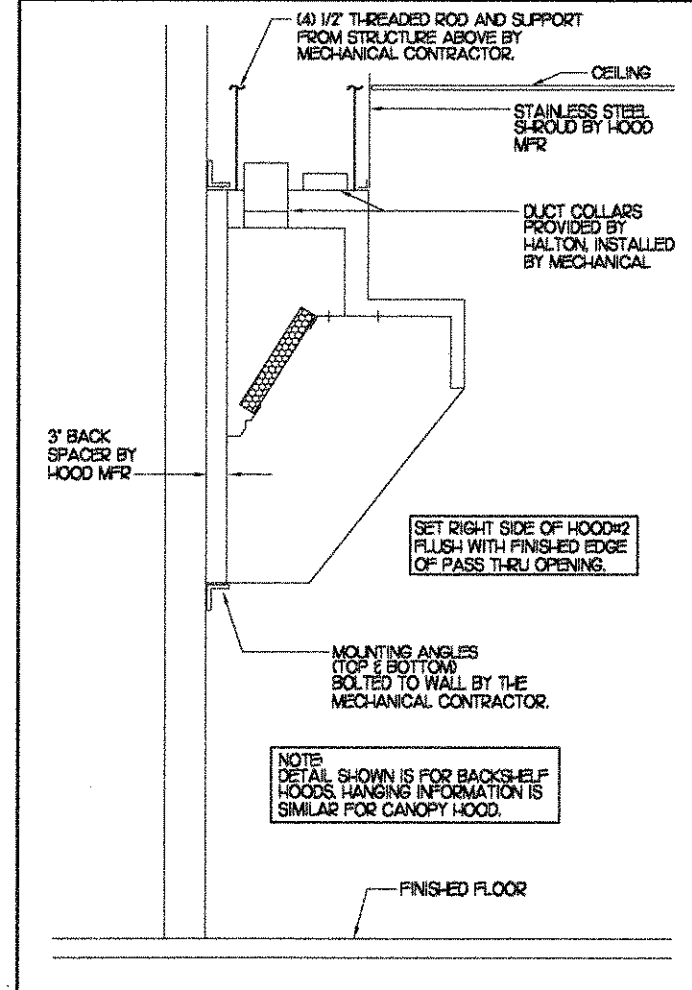 (4) 1/2" THREADED ROD AND SUPPORT
FROM STRUCTURE ABOVE BY
MECHANICAL CONTRACTOR.
CEILING
STAINLESS STEEL
SHROUD BY HOOD
MFR
DUCT COLLARS
PROVIDED BY
HALTON, INSTALLED
BY MECHANICAL
3" BACK
SPACER BY
HOOD MFR
SET RIGHT SIDE OF HOOD#2
FLUSH WITH FINISHED EDGE
OF PASS THRU OPENING.
MOUNTING ANGLES
(TOP & BOTTOM)
BOLTED TO WALL BY THE
MECHANICAL CONTRACTOR.
NOTE:
DETAIL SHOWN IS FOR BACKSHELF
HOODS. HANGING INFORMATION IS
SIMILAR FOR CANOPY HOOD.
FINISHED FLOOR